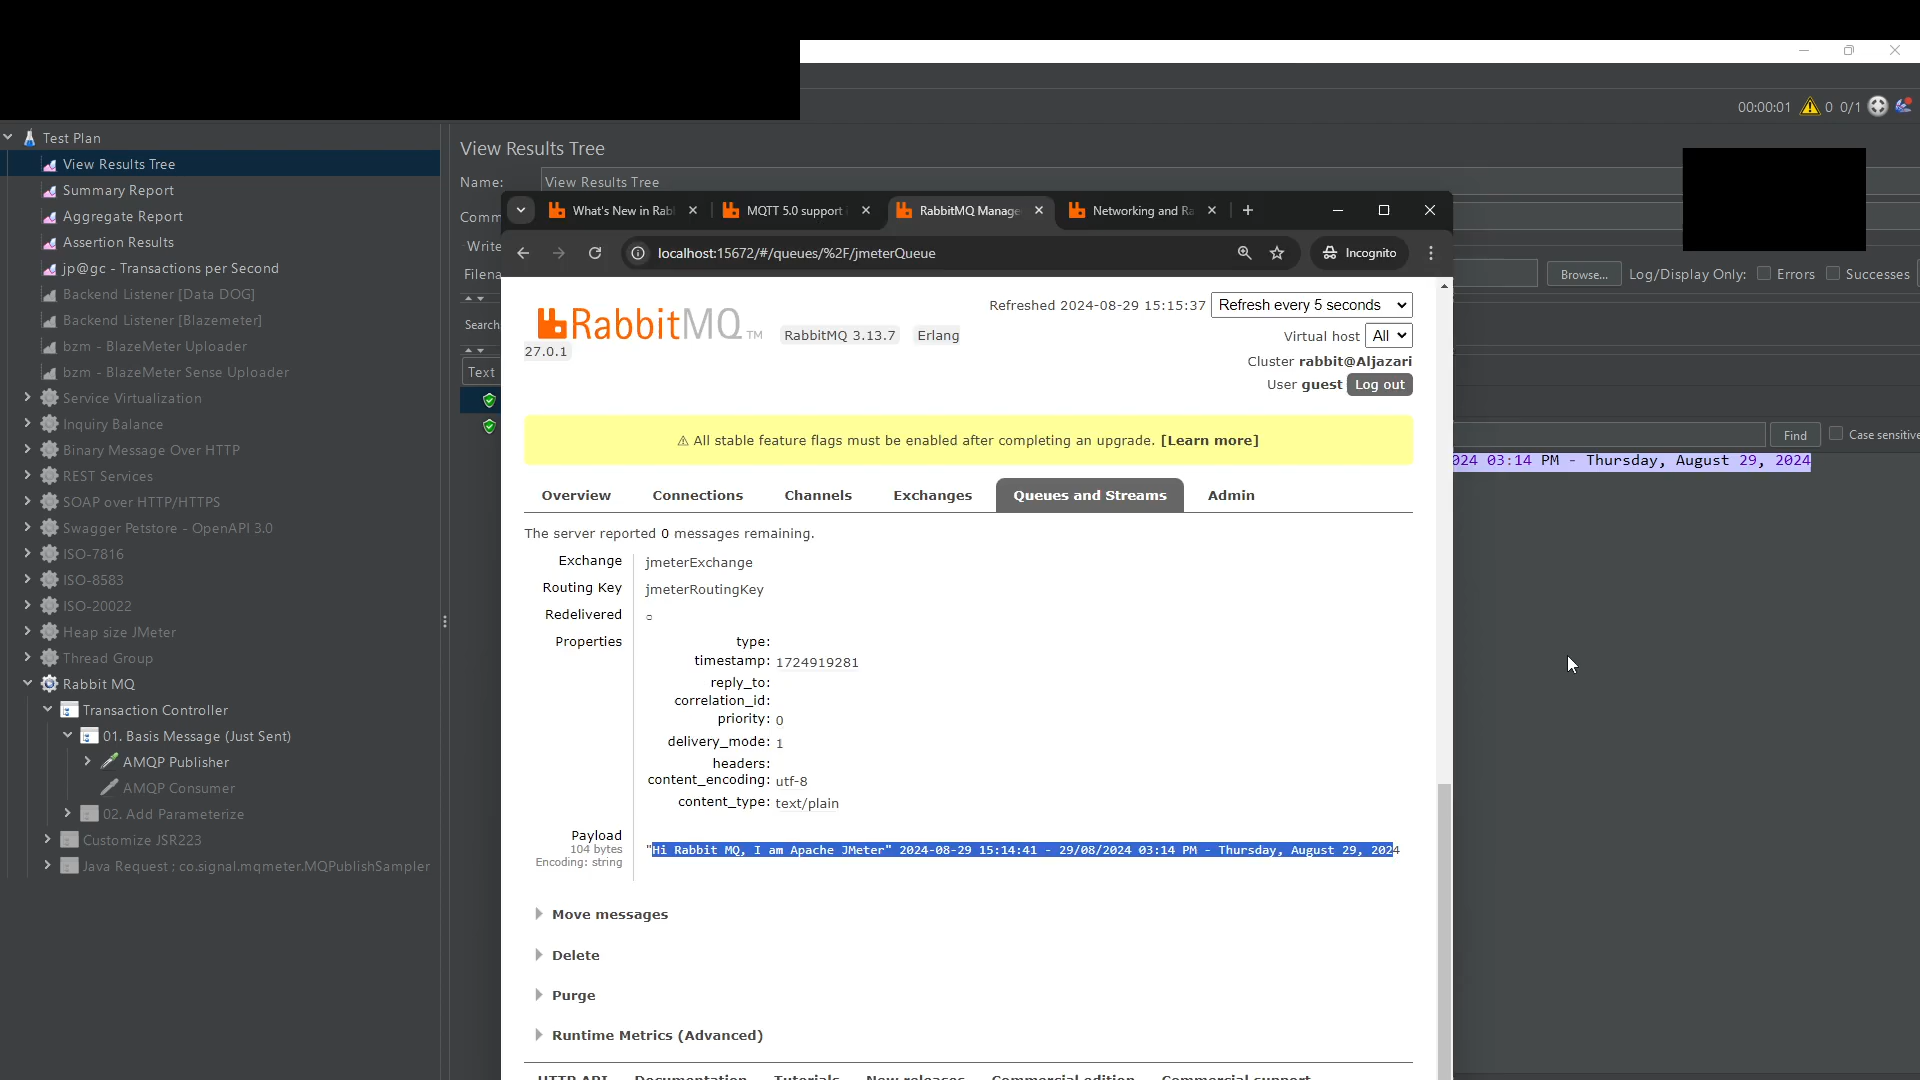 00:00:01 0 0/1
Test Plan
View Results Tree
Summary Report
Aggregate Report
Assertion Results
jp@gc - Transactions per Second
Backend Listener [Data DOG]
Backend Listener [Blazemeter]
bzm - BlazeMeter Uploader
bzm - BlazeMeter Sense Uploader
Service Virtualization
Inquiry Balance
Binary Message Over HTTP
REST Services
SOAP over HTTP/HTTPS
Swagger Petstore - OpenAPI 3.0
ISO-7816
ISO-8583
ISO-20022
Heap size JMeter
Thread Group
Rabbit MQ
Transaction Controller
01. Basis Message (Just Sent)
AMQP Publisher
AMQP Consumer
02. Add Parameterize
Customize JSR223
Java Request ; co.signal.mqmeter.MQPublishSampler
View Results Tree
Name: View Results Tree
Comm
Write
Filena
Browse... Log/Display Only: Errors Successes
Search
Text
Find Case sensitive
024 03:14 PM - Thursday, August 29, 2024
What's New in Rab MQTT 5.0 support RabbitMQ Manage Networking and Ra
localhost:15672/#/queues/%2F/jmeterQueue Incognito
Refreshed 2024-08-29 15:15:37 Refresh every 5 seconds
RabbitMQ TM RabbitMQ 3.13.7 Erlang
27.0.1
Virtual host All
Cluster rabbit@Aljazari
User guest Log out
⚠ All stable feature flags must be enabled after completing an upgrade. [Learn more]
Overview Connections Channels Exchanges Queues and Streams Admin
The server reported 0 messages remaining.
Exchange jmeterExchange
Routing Key jmeterRoutingKey
Redelivered ○
Properties type:
timestamp: 1724919281
reply_to:
correlation_id:
priority: 0
delivery_mode: 1
headers:
content_encoding: utf-8
content_type: text/plain
Payload
104 bytes
Encoding: string
"Hi Rabbit MQ, I am Apache JMeter" 2024-08-29 15:14:41 - 29/08/2024 03:14 PM - Thursday, August 29, 2024
Move messages
Delete
Purge
Runtime Metrics (Advanced)
HTTP API Documentation Tutorials New releases Commercial edition Commercial support